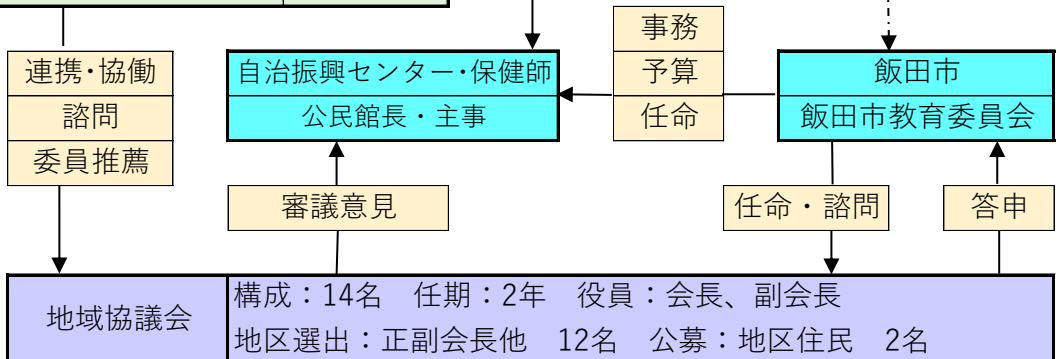 事務
連携・協働
自治振興センター・保健師
予算
飯田市
諮問
公民館長・主事
任命
飯田市教育委員会
委員推薦
審議意見
任命・諮問
答申
地域協議会
構成：14名　任期：2年　役員：会長、副会長
地区選出：正副会長他　12名　公募：地区住民　2名